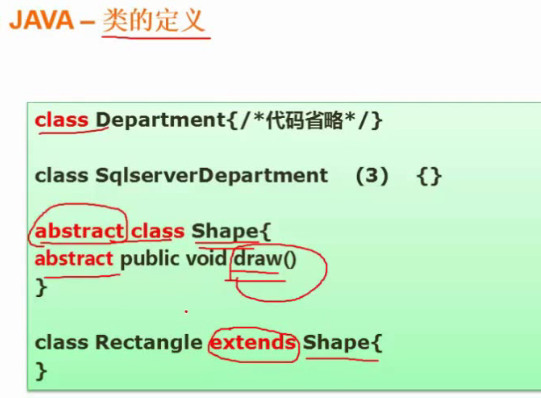 JAVA – 类的定义
class Department{/*代码省略*/}
class SqlserverDepartment (3) {}
abstract class Shape{
abstract public void draw()
}
class Rectangle extends Shape{
}